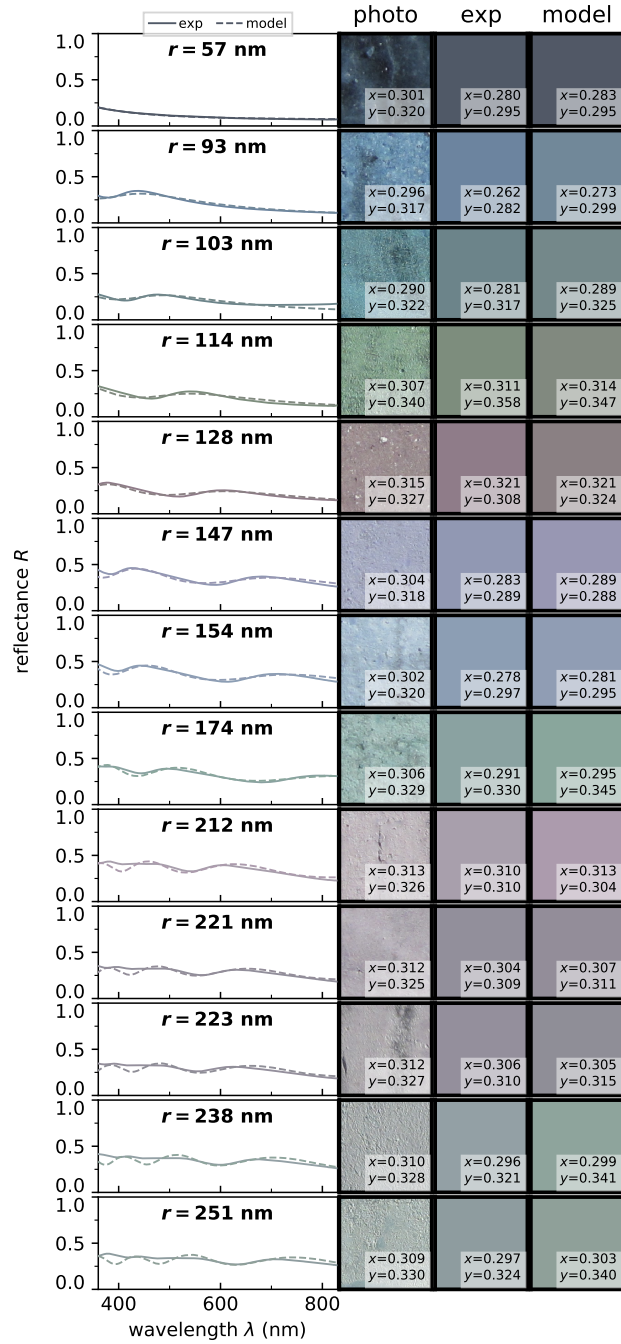 exp model
photo exp model
1.0
r = 57 nm
0.5
0.0
x=0.301 x=0.280 x=0.283
y=0.320 y=0.295 y=0.295
1.0
r = 93 nm
0.5
0.0
x=0.296 x=0.262 x=0.273
y=0.317 y=0.282 y=0.299
1.0
r = 103 nm
0.5
0.0
x=0.290 x=0.281 x=0.289
y=0.322 y=0.317 y=0.325
1.0
r = 114 nm
0.5
0.0
x=0.307 x=0.311 x=0.314
y=0.340 y=0.358 y=0.347
1.0
r = 128 nm
0.5
0.0
x=0.315 x=0.321 x=0.321
y=0.327 y=0.308 y=0.324
1.0
r = 147 nm
0.5
0.0
x=0.304 x=0.283 x=0.289
y=0.318 y=0.289 y=0.288
reflectance R
1.0
r = 154 nm
0.5
0.0
x=0.302 x=0.278 x=0.281
y=0.320 y=0.297 y=0.295
1.0
r = 174 nm
0.5
0.0
x=0.306 x=0.291 x=0.295
y=0.329 y=0.330 y=0.345
1.0
r = 212 nm
0.5
0.0
x=0.313 x=0.310 x=0.313
y=0.326 y=0.310 y=0.304
1.0
r = 221 nm
0.5
0.0
x=0.312 x=0.304 x=0.307
y=0.325 y=0.309 y=0.311
1.0
r = 223 nm
0.5
0.0
x=0.312 x=0.306 x=0.305
y=0.327 y=0.310 y=0.315
1.0
r = 238 nm
0.5
0.0
x=0.310 x=0.296 x=0.299
y=0.328 y=0.321 y=0.341
1.0
r = 251 nm
0.5
0.0
x=0.309 x=0.297 x=0.303
y=0.330 y=0.324 y=0.340
400 600 800
wavelength λ (nm)